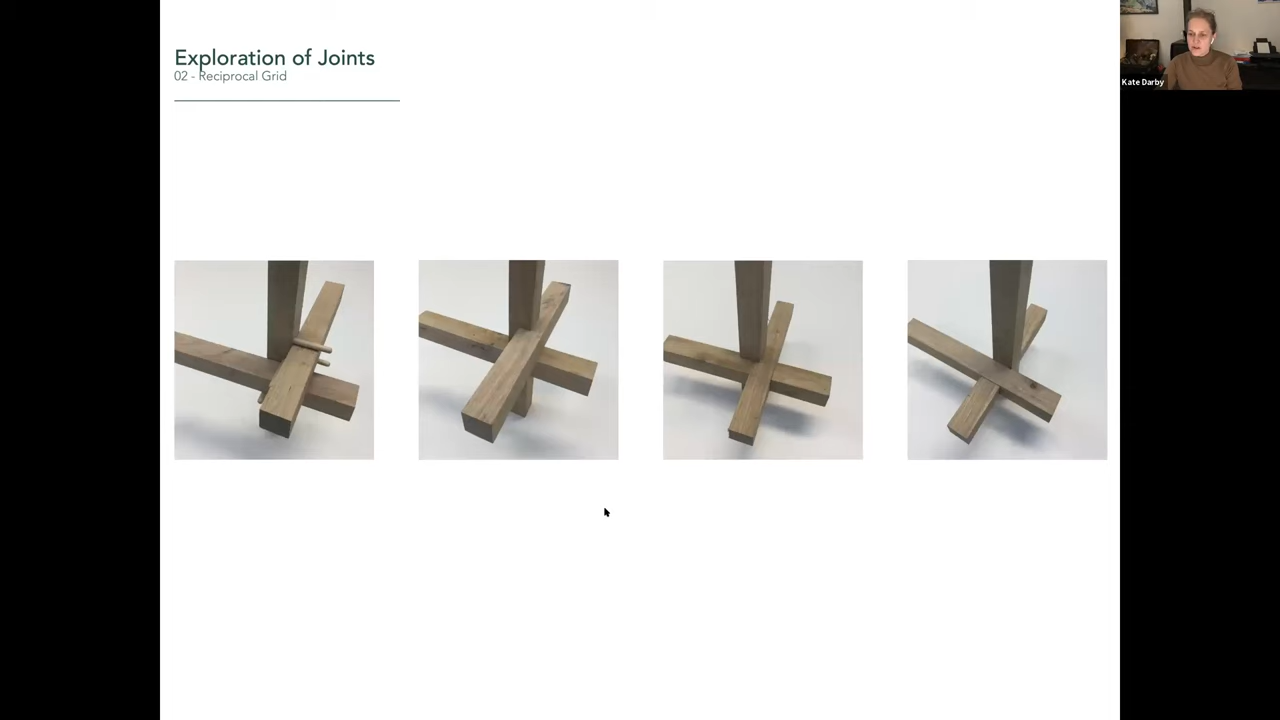 Exploration of Joints
02 - Reciprocal Grid
Kate Darby